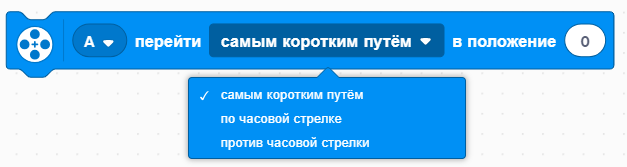 А перейти самым коротким путём в положение 0
самым коротким путём
по часовой стрелке
против часовой стрелки